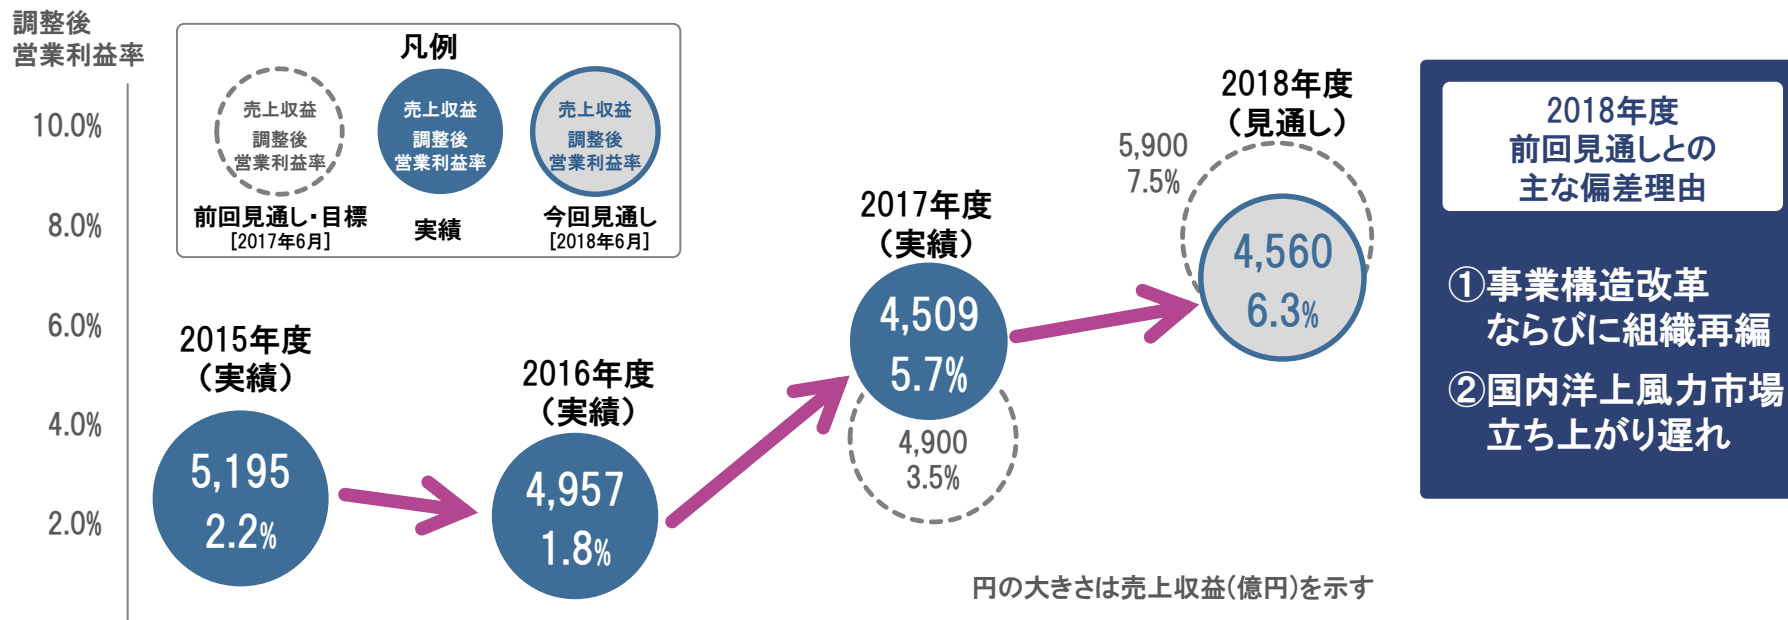 調整後
営業利益率
10.0%
8.0%
6.0%
4.0%
2.0%
凡例
売上収益
調整後
営業利益率
前回見通し・目標
[2017年6月]
売上収益
調整後
営業利益率
実績
売上収益
調整後
営業利益率
今回見通し
[2018年6月]
2015年度
(実績)
5,195
2.2%
2016年度
(実績)
4,957
1.8%
2017年度
(実績)
4,509
5.7%
4,900
3.5%
2018年度
(見通し)
5,900
7.5%
4,560
6.3%
円の大きさは売上収益(億円)を示す
2018年度
前回見通しとの
主な偏差理由
①事業構造改革
ならびに組織再編
②国内洋上風力市場
立ち上がり遅れ